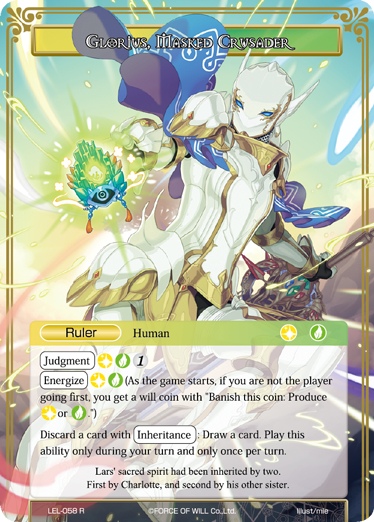 Glorius, Masked Crusader
Ruler Human
Judgment 1
Energize (As the game starts, if you are not the player
going first, you get a will coin with "Banish this coin: Produce
or .")
Discard a card with Inheritance : Draw a card. Play this
ability only during your turn and only once per turn.
Lars' sacred spirit had been inherited by two.
First by Charlotte, and second by his other sister.
LEL-058 R ©FORCE OF WILL Co.,Ltd. Illust/mie